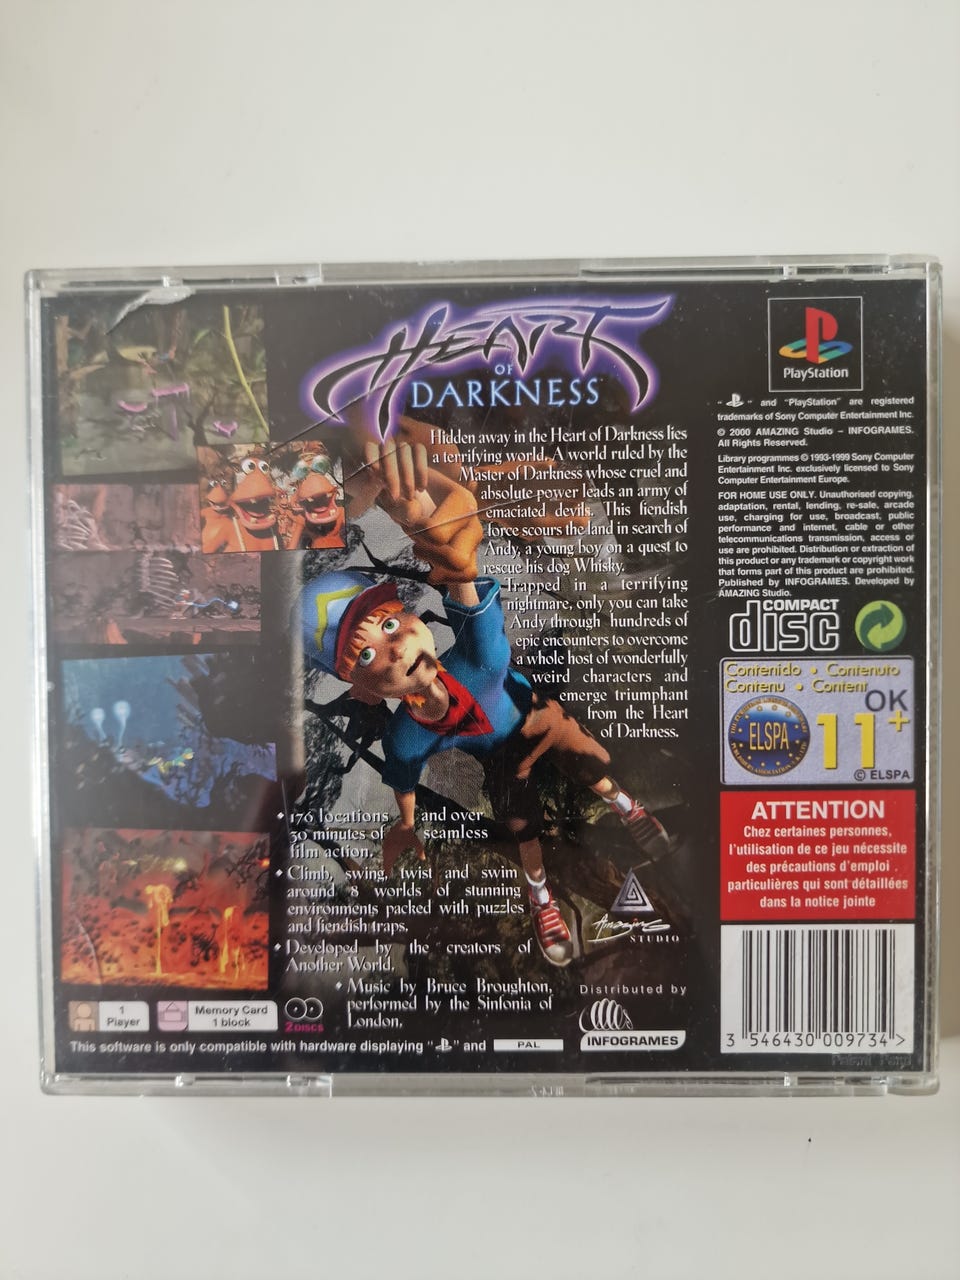 HEART
OF
DARKNESS
Hidden away in the Heart of Darkness lies
a terrifying world. A world ruled by the
Master of Darkness whose cruel and
absolute power leads an army of
emaciated devils. This fiendish
force scours the land in search of
Andy, a young boy on a quest to
rescue his dog Whisky.
Trapped in a terrifying
nightmare, only you can take
Andy through hundreds of
epic encounters to overcome
a whole host of wonderfully
weird characters and
emerge triumphant
from the Heart
of Darkness.
• 176 locations and over
30 minutes of seamless
film action.
• Climb, swing, twist and swim
around 8 worlds of stunning
environments packed with puzzles
and fiendish traps.
• Developed by the creators of
Another World.
• Music by Bruce Broughton,
performed by the Sinfonia of
London.
Amazing
STUDIO
Distributed by
INFOGRAMES
1
Player
Memory Card
1 block
2 DISCS
This software is only compatible with hardware displaying " " and PAL
PlayStation
" " and "PlayStation" are registered
trademarks of Sony Computer Entertainment Inc.
© 2000 AMAZING Studio – INFOGRAMES.
All Rights Reserved.
Library programmes © 1993-1999 Sony Computer
Entertainment Inc. exclusively licensed to Sony
Computer Entertainment Europe.
FOR HOME USE ONLY. Unauthorised copying,
adaptation, rental, lending, re-sale, arcade
use, charging for use, broadcast, public
performance and internet, cable or other
telecommunications transmission, access or
use are prohibited. Distribution or extraction of
this product or any trademark or copyright work
that forms part of this product are prohibited.
Published by INFOGRAMES. Developed by
AMAZING Studio.
COMPACT
disc
Contenido • Contenuto
Contenu • Content
OK
ELSPA
11+
© ELSPA
ATTENTION
Chez certaines personnes,
l'utilisation de ce jeu nécessite
des précautions d'emploi
particulières qui sont détaillées
dans la notice jointe
3 546430 009734 >